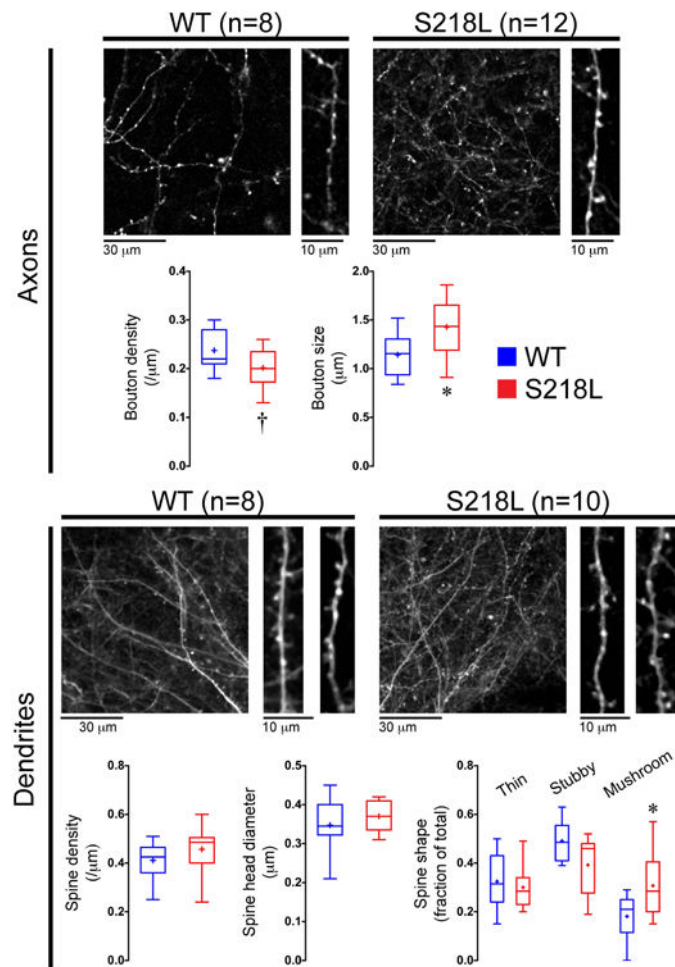 WT (n=8)
S218L (n=12)
Axons
30 μm
10 μm
30 μm
10 μm
Bouton density
(/μm)
0.4
0.3
0.2
0.1
0.0
†
Bouton size
(μm)
2.0
1.5
1.0
0.5
0.0
*
WT
S218L
WT (n=8)
S218L (n=10)
Dendrites
30 μm
10 μm
30 μm
10 μm
Spine density
(/μm)
0.8
0.6
0.4
0.2
0.0
Spine head diameter
(μm)
0.5
0.4
0.3
0.2
0.1
0.0
Spine shape
(fraction of total)
0.8
0.6
0.4
0.2
0.0
Thin
Stubby
Mushroom
*